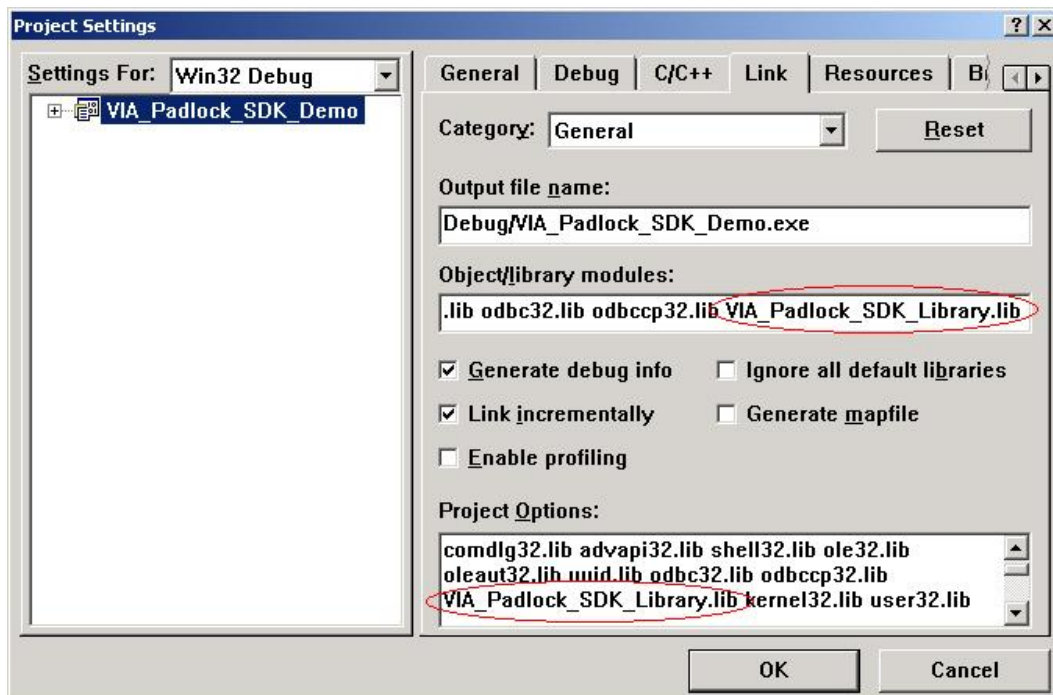 Project Settings
Settings For: Win32 Debug
VIA_Padlock_SDK_Demo
General Debug C/C++ Link Resources
Category: General Reset
Output file name:
Debug/VIA_Padlock_SDK_Demo.exe
Object/library modules:
.lib odbc32.lib odbccp32.lib VIA_Padlock_SDK_Library.lib
Generate debug info Ignore all default libraries
Link incrementally Generate mapfile
Enable profiling
Project Options:
comdlg32.lib advapi32.lib shell32.lib ole32.lib
oleaut32.lib uuid.lib odbc32.lib odbccp32.lib
VIA_Padlock_SDK_Library.lib kernel32.lib user32.lib
OK Cancel